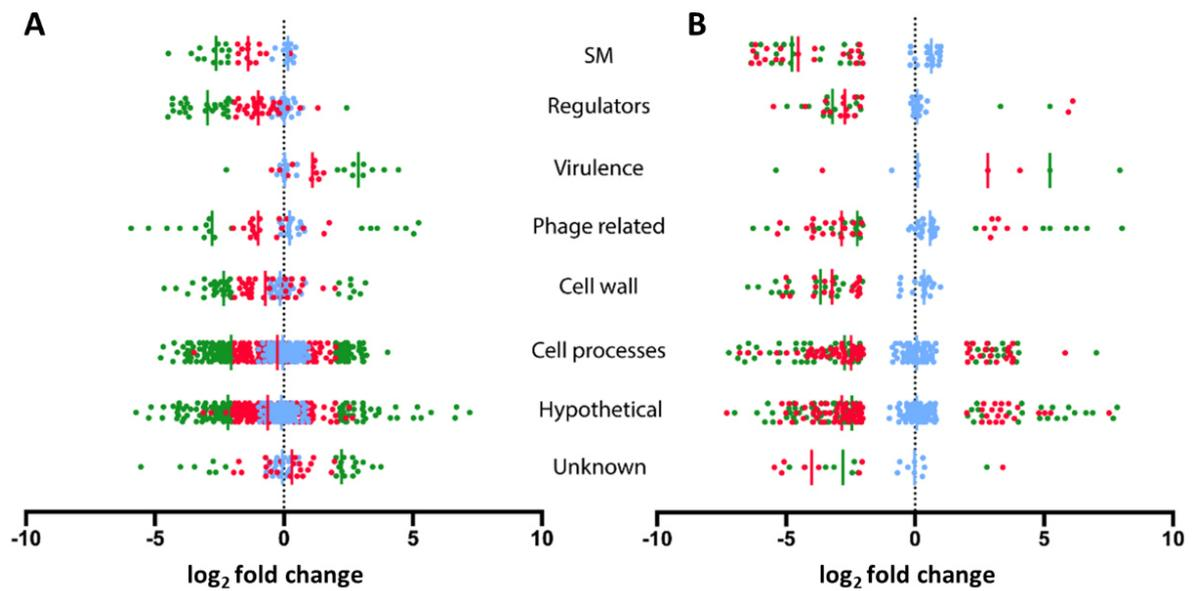 A
B
SM
Regulators
Virulence
Phage related
Cell wall
Cell processes
Hypothetical
Unknown
-10 -5 0 5 10
-10 -5 0 5 10
log₂ fold change
log₂ fold change